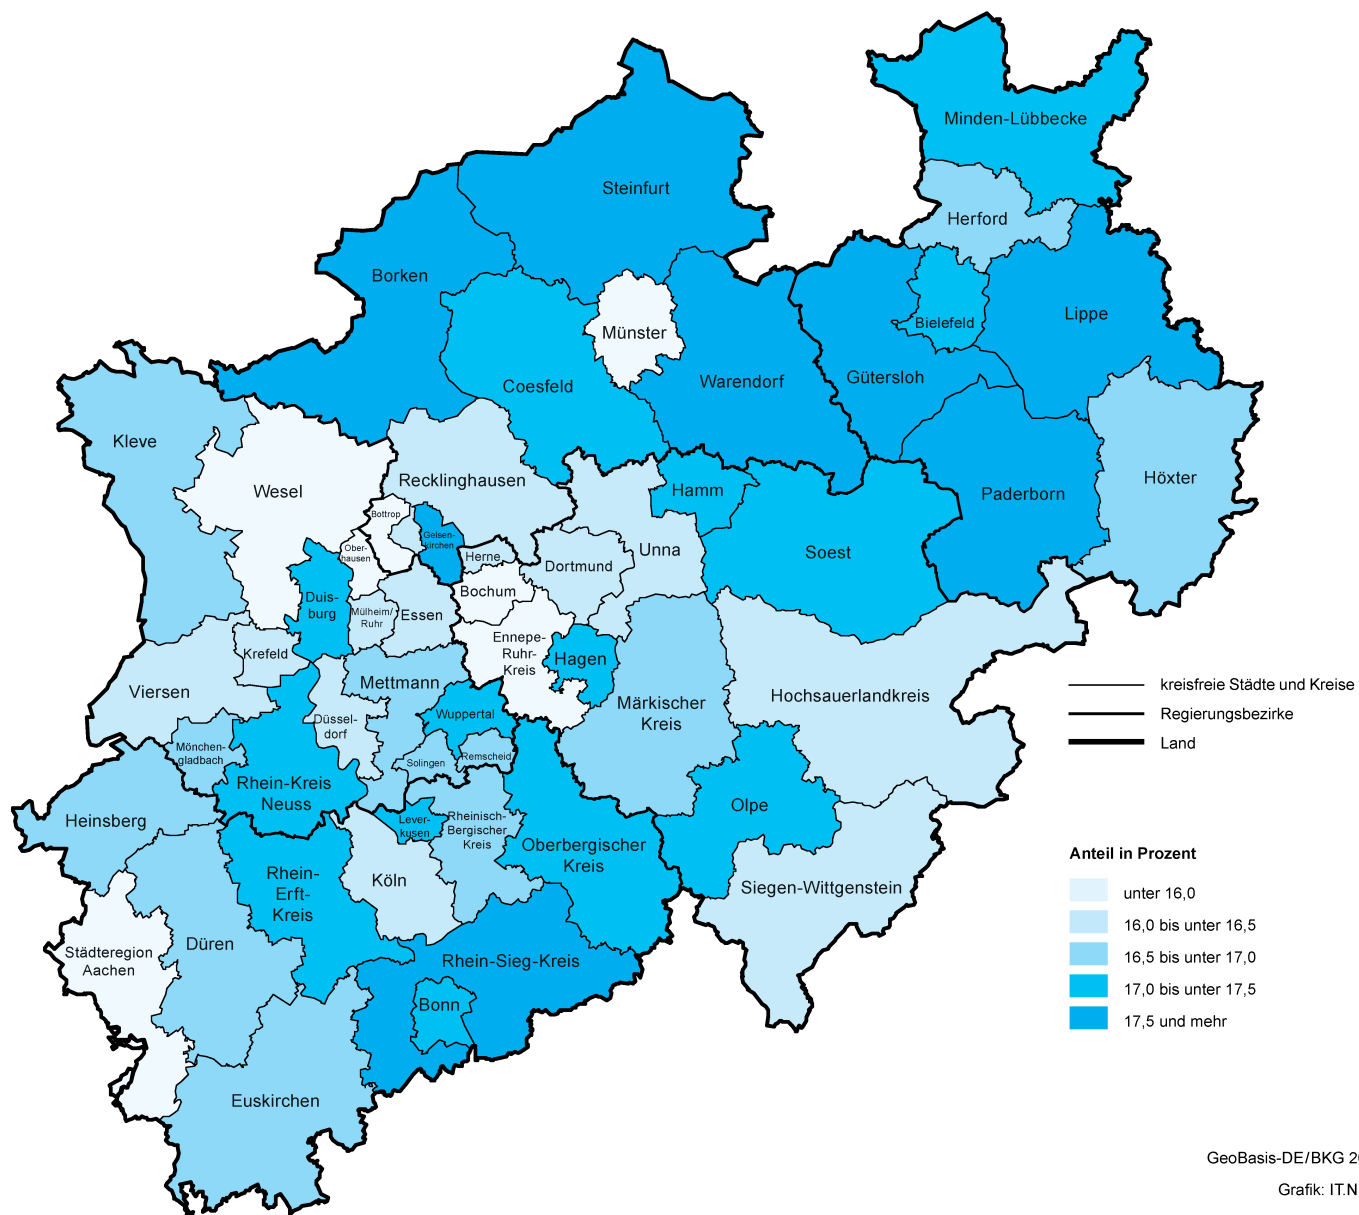 Minden-Lübbecke
Steinfurt
Herford
Borken
Lippe
Bielefeld
Münster
Gütersloh
Warendorf
Coesfeld
Kleve
Höxter
Recklinghausen
Wesel
Hamm
Paderborn
Bottrop
Gelsen-
kirchen
Ober-
hausen
Herne
Unna
Soest
Dortmund
Bochum
Duis-
burg
Mülheim/
Ruhr
Essen
Ennepe-
Ruhr-
Kreis
Krefeld
Hagen
Mettmann
Viersen
Hochsauerlandkreis
Märkischer
Kreis
Wuppertal
Düssel-
dorf
Mönchen-
gladbach
Remscheid
Solingen
Rhein-Kreis
Neuss
Olpe
Heinsberg
Lever-
kusen
Rheinisch-
Bergischer
Kreis
Oberbergischer
Kreis
Köln
Rhein-
Erft-
Kreis
Siegen-Wittgenstein
Düren
Städteregion
Aachen
Rhein-Sieg-Kreis
Bonn
Euskirchen
kreisfreie Städte und Kreise
Regierungsbezirke
Land
Anteil in Prozent
unter 16,0
16,0 bis unter 16,5
16,5 bis unter 17,0
17,0 bis unter 17,5
17,5 und mehr
GeoBasis-DE/BKG 20
Grafik: IT.N